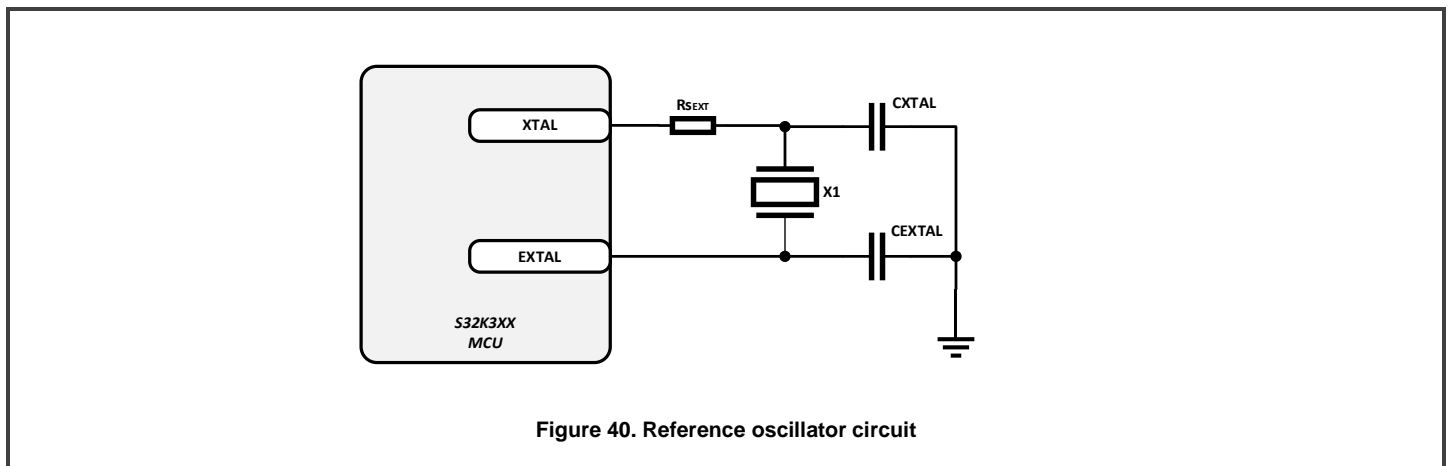 CXTAL
RSEXT
XTAL
X1
CEXTAL
EXTAL
S32K3XX
MCU
Figure 40. Reference oscillator circuit